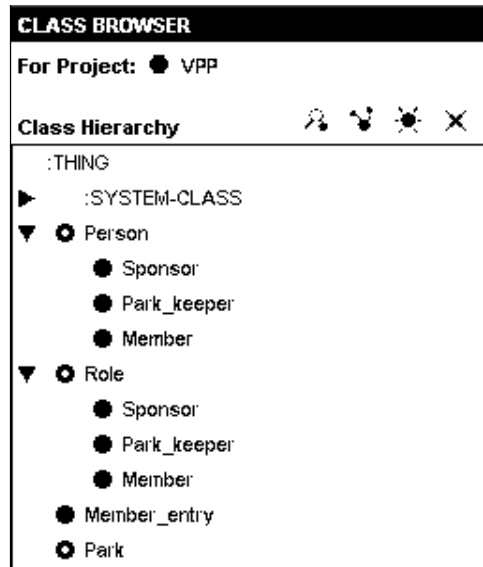 CLASS BROWSER
For Project: VPP
Class Hierarchy
:THING
:SYSTEM-CLASS
Person
Sponsor
Park_keeper
Member
Role
Sponsor
Park_keeper
Member
Member_entry
Park